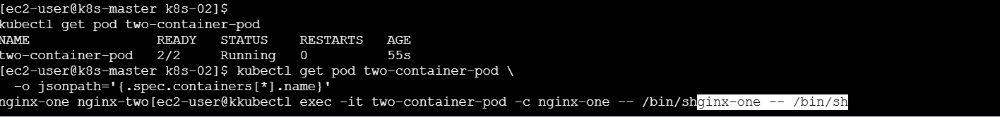 [ec2-user@k8s-master k8s-02]$
kubectl get pod two-container-pod
NAME                READY   STATUS    RESTARTS   AGE
two-container-pod   2/2     Running   0          55s
[ec2-user@k8s-master k8s-02]$ kubectl get pod two-container-pod \
  -o jsonpath='{.spec.containers[*].name}'
nginx-one nginx-two[ec2-user@kkubectl exec -it two-container-pod -c nginx-one -- /bin/shginx-one -- /bin/sh